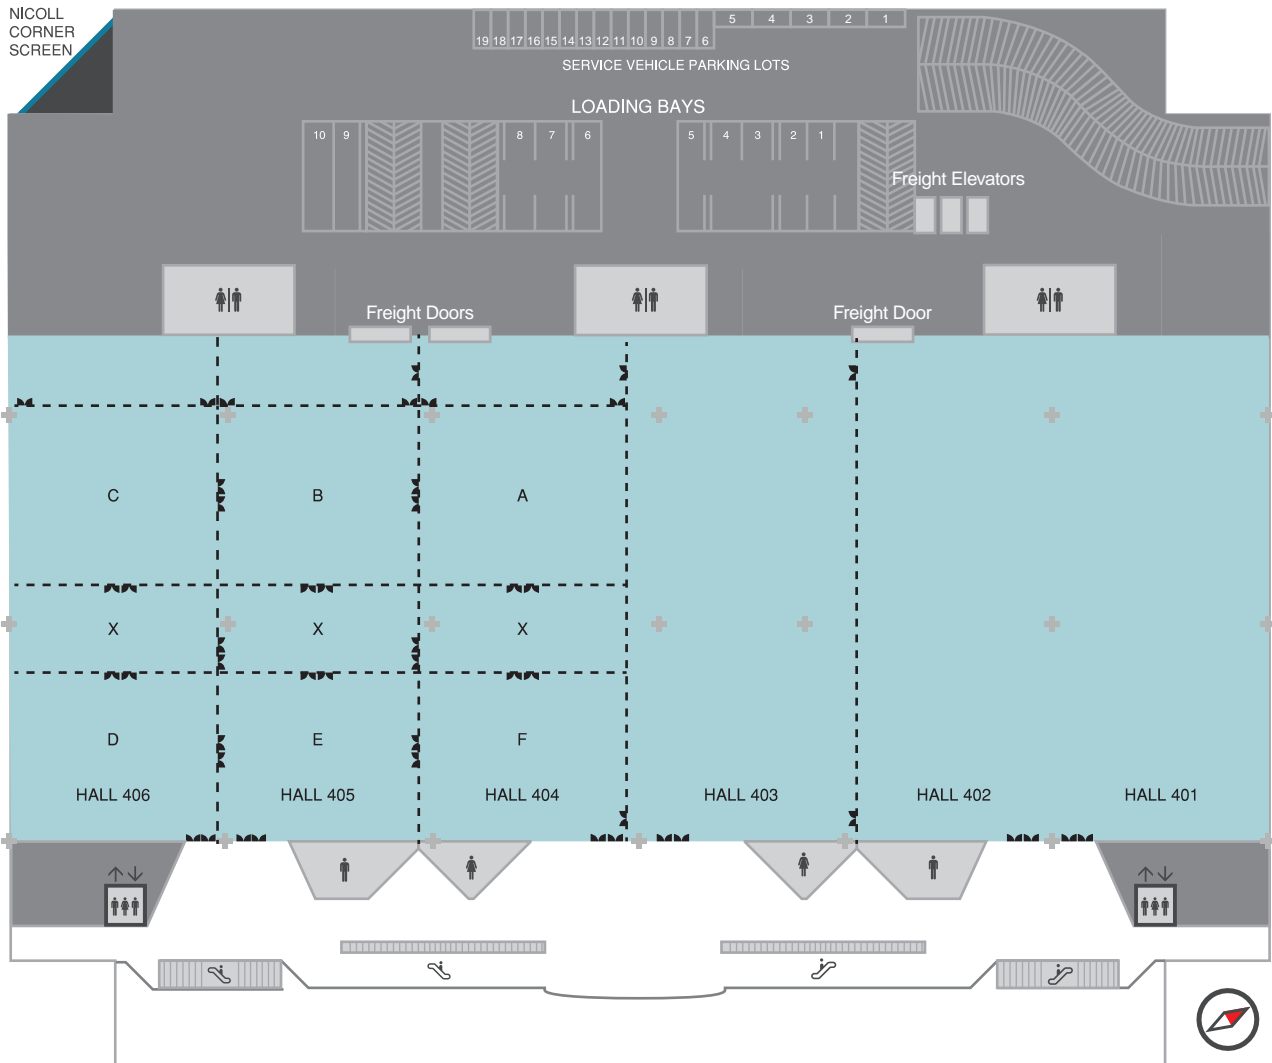 NICOLL
CORNER
SCREEN
5 4 3 2 1
19 18 17 16 15 14 13 12 11 10 9 8 7 6
SERVICE VEHICLE PARKING LOTS
LOADING BAYS
10 9 8 7 6 5 4 3 2 1
Freight Elevators
Freight Doors
Freight Door
C B A
X X X
D E F
HALL 406 HALL 405 HALL 404 HALL 403 HALL 402 HALL 401